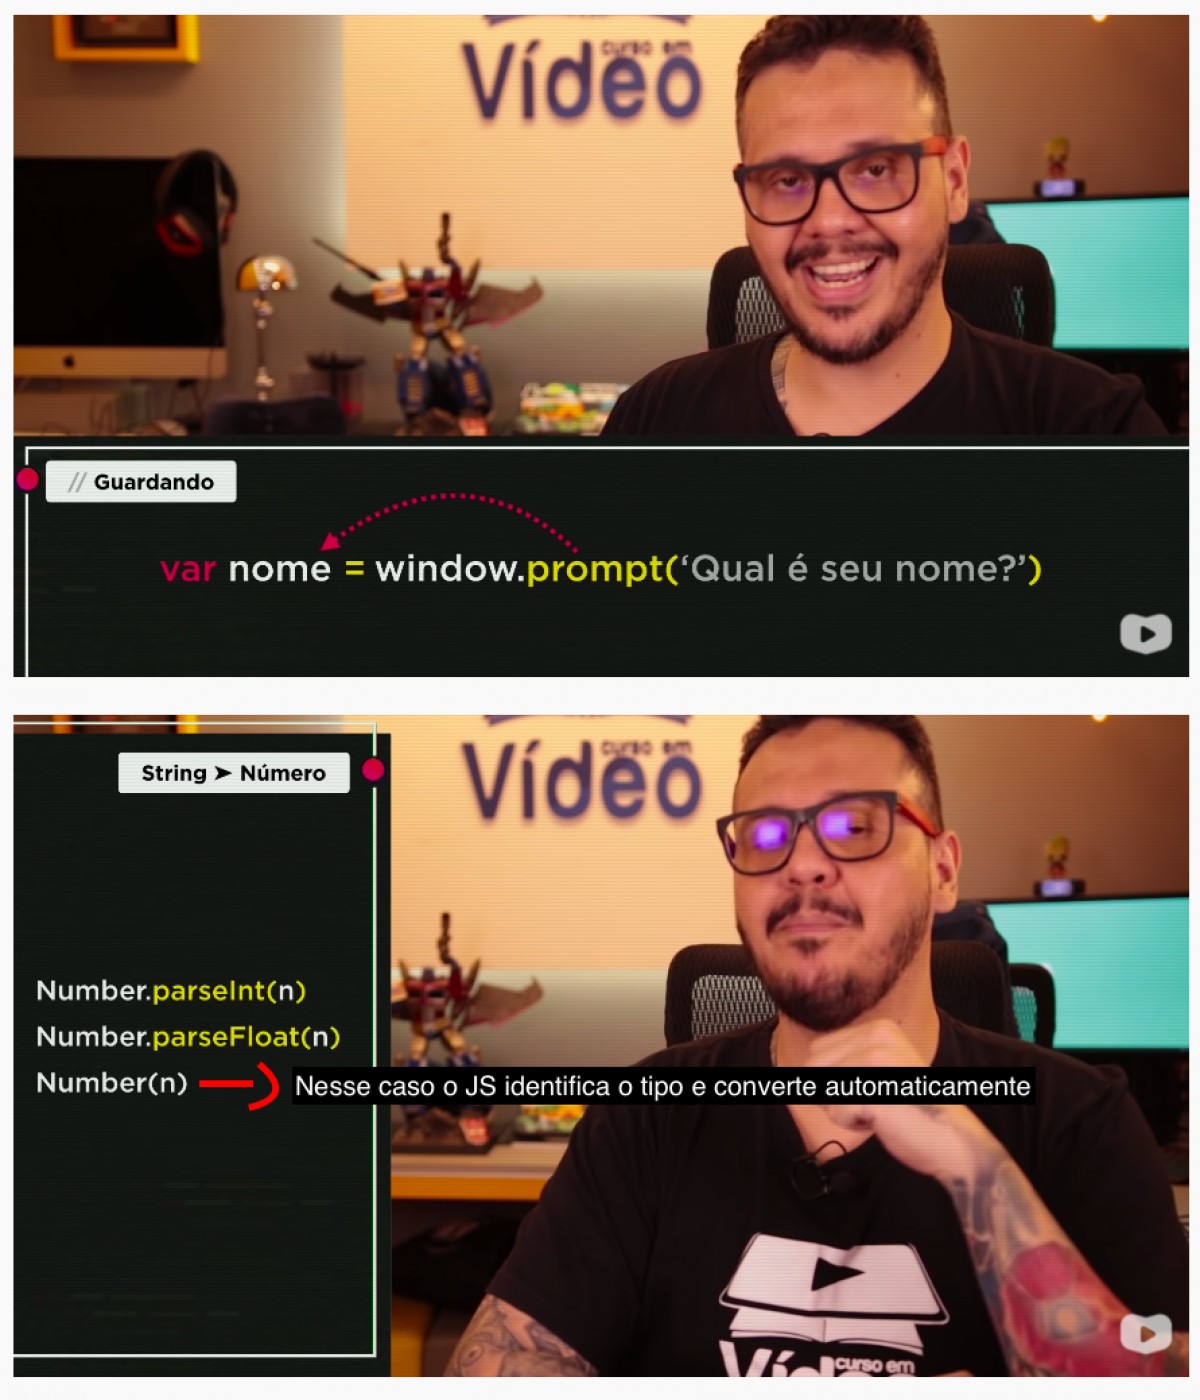 curso em
Vídeo
// Guardando
var nome = window.prompt(‘Qual é seu nome?’)
curso em
Vídeo
String ➤ Número
Number.parseInt(n)
Number.parseFloat(n)
Number(n)
Nesse caso o JS identifica o tipo e converte automaticamente
curso em
Vídeo